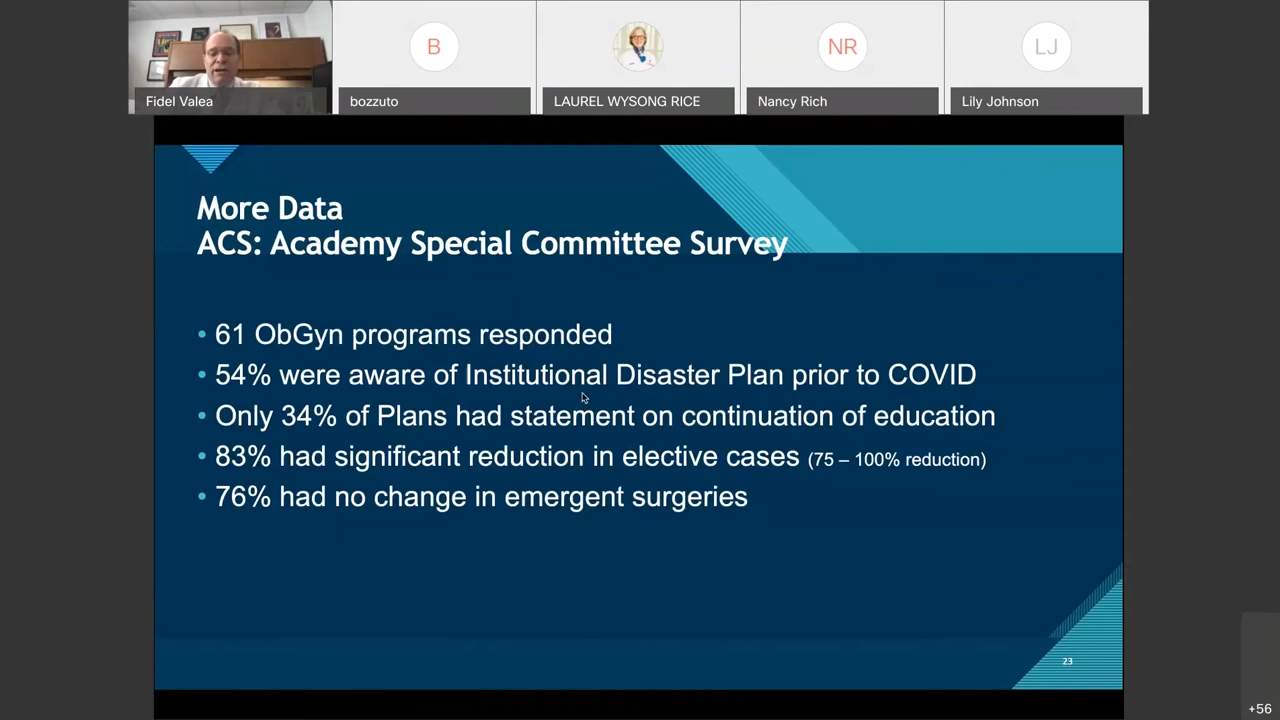 B
NR
LJ
Fidel Valea
bozzuto
LAUREL WYSONG RICE
Nancy Rich
Lily Johnson
More Data
ACS: Academy Special Committee Survey
• 61 ObGyn programs responded
• 54% were aware of Institutional Disaster Plan prior to COVID
• Only 34% of Plans had statement on continuation of education
• 83% had significant reduction in elective cases (75 – 100% reduction)
• 76% had no change in emergent surgeries
23
+56